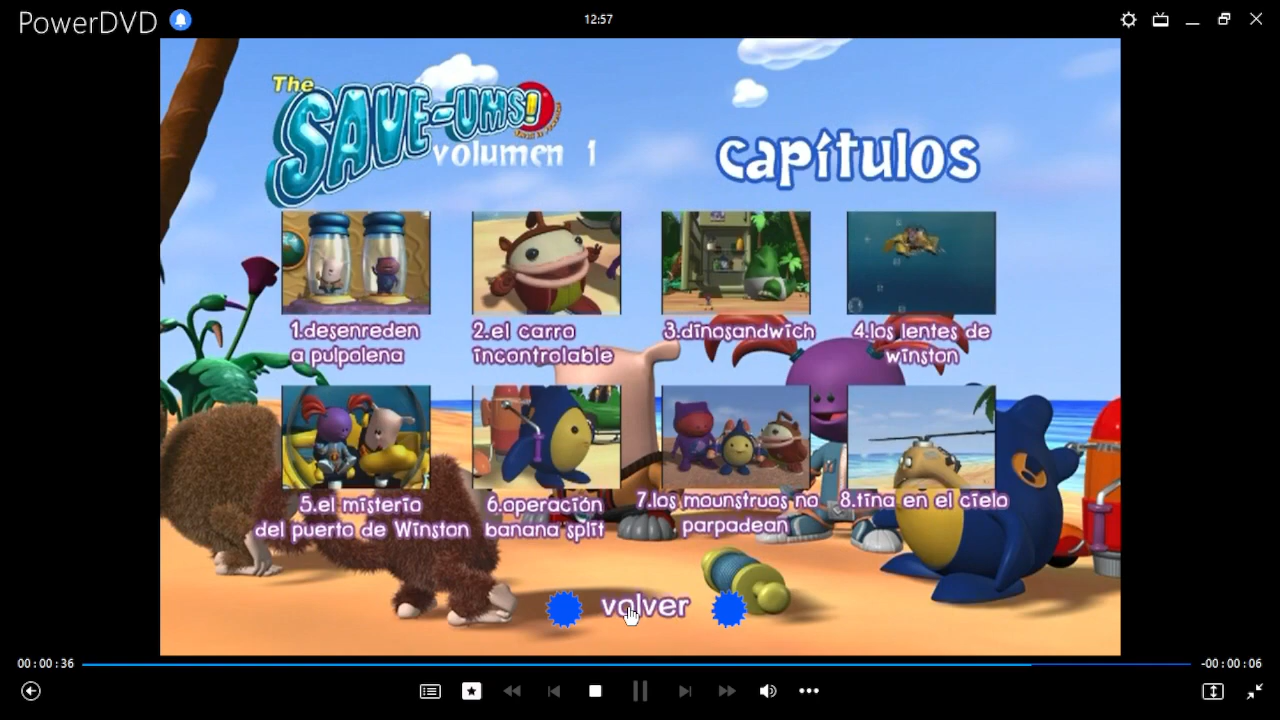 PowerDVD
12:57
The
SAVE-UMS!
volumen 1
capítulos
1.desenreden
a pulpolena
2.el carro
incontrolable
3.dinosandwich
4.los lentes de
winston
5.el misterio
del puerto de Winston
6.operación
banana split
7.los mounstruos no
parpadean
8.tina en el cielo
volver
00:00:36
-00:00:06